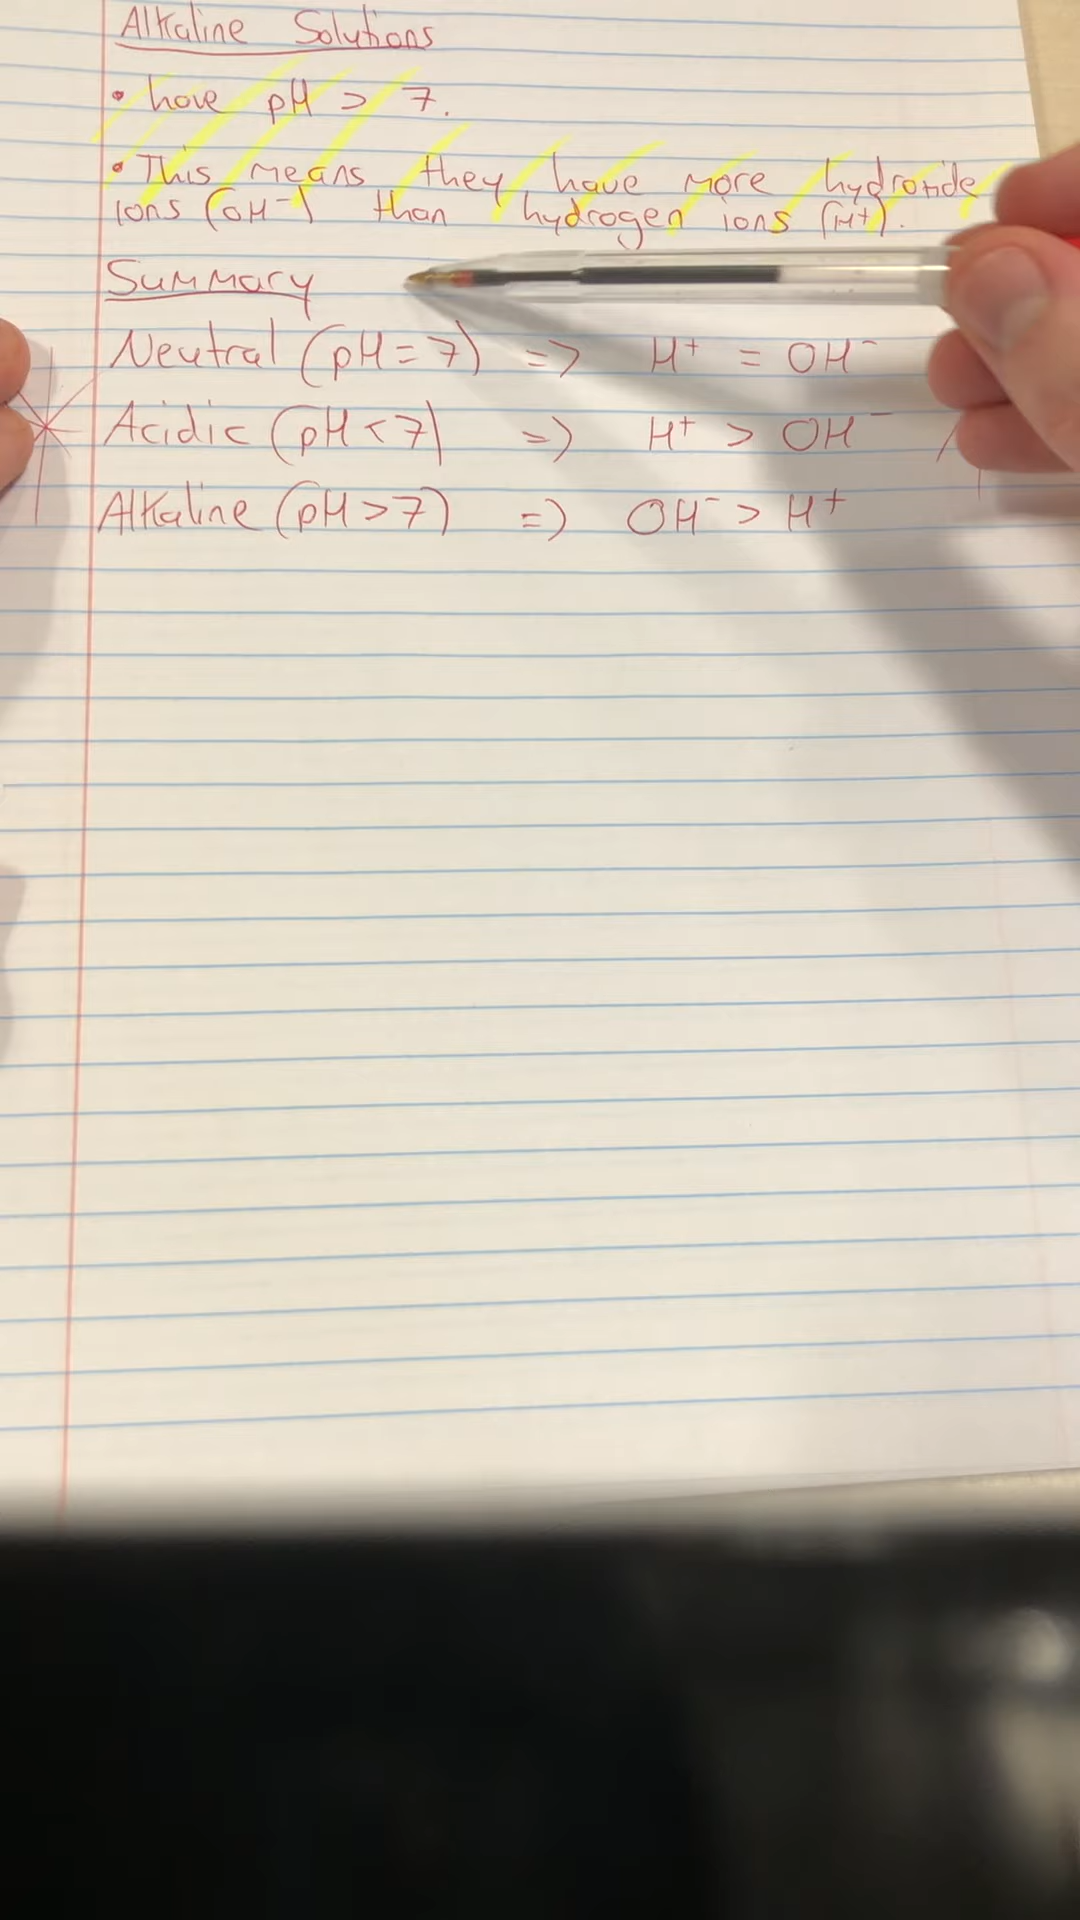 Alkaline Solutions
• have pH > 7.
• This means they have more hydroxide
ions (OH⁻) than hydrogen ions (H⁺).
Summary
Neutral (pH = 7) => H⁺ = OH⁻
Acidic (pH < 7) => H⁺ > OH⁻
Alkaline (pH > 7) => OH⁻ > H⁺